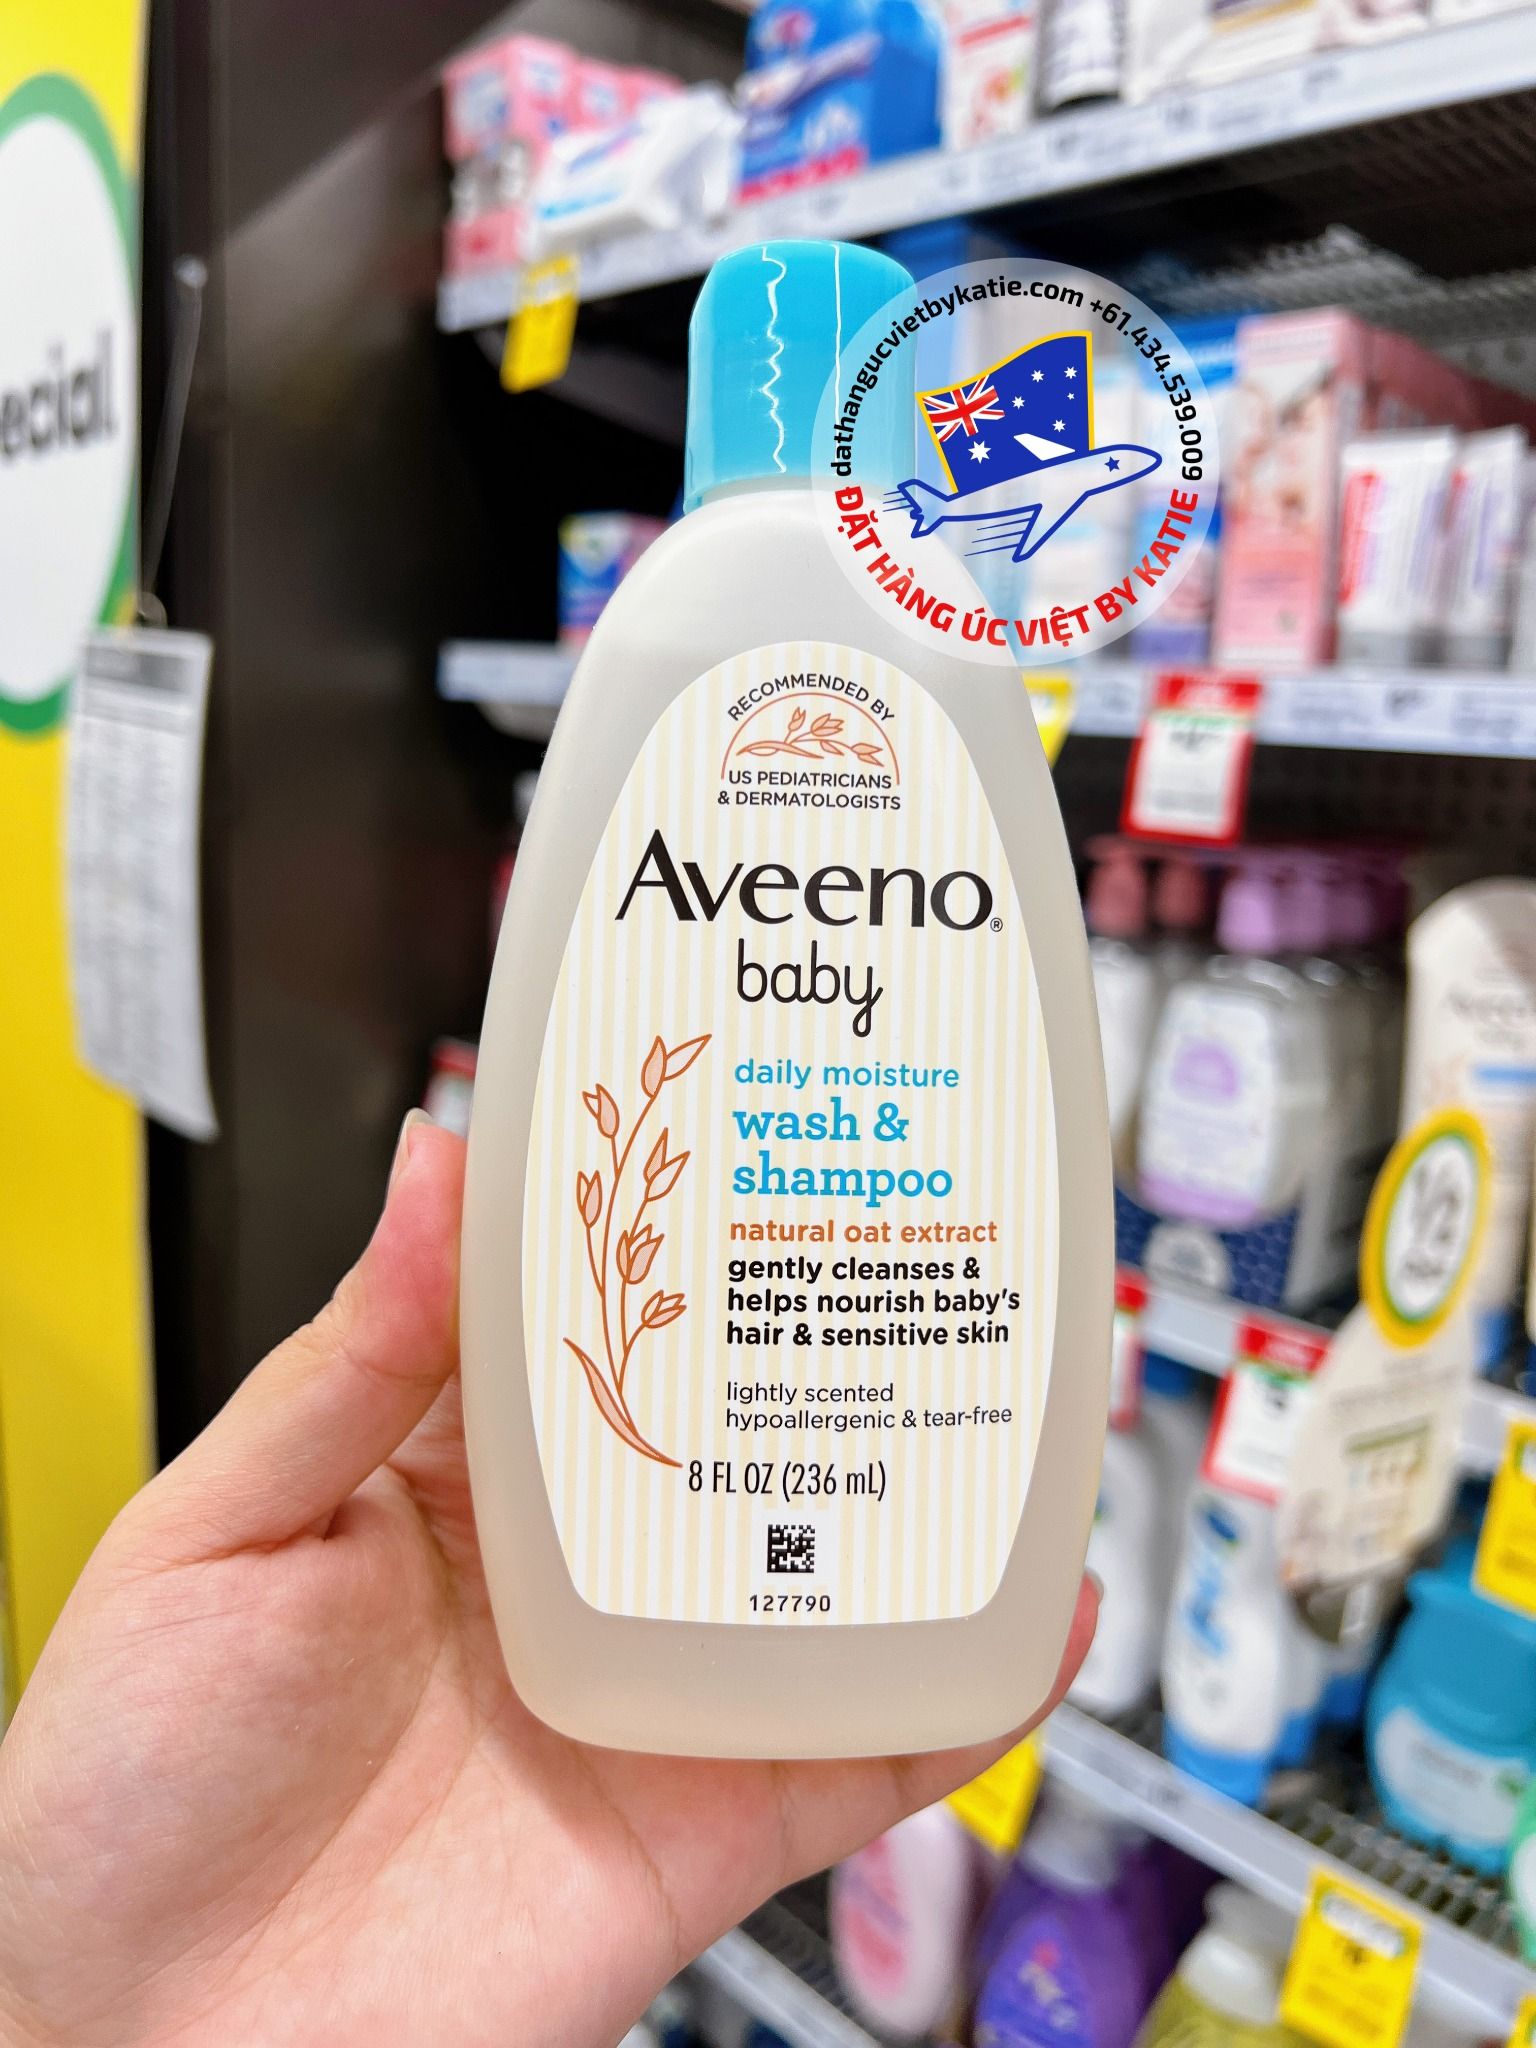 ecial
dathangucvietbykatie.com +61.434.539.009
ĐẶT HÀNG ÚC VIỆT BY KATIE
RECOMMENDED BY
US PEDIATRICIANS
& DERMATOLOGISTS
Aveeno®
baby
daily moisture
wash &
shampoo
natural oat extract
gently cleanses &
helps nourish baby's
hair & sensitive skin
lightly scented
hypoallergenic & tear-free
8 FL OZ (236 mL)
127790
1/2